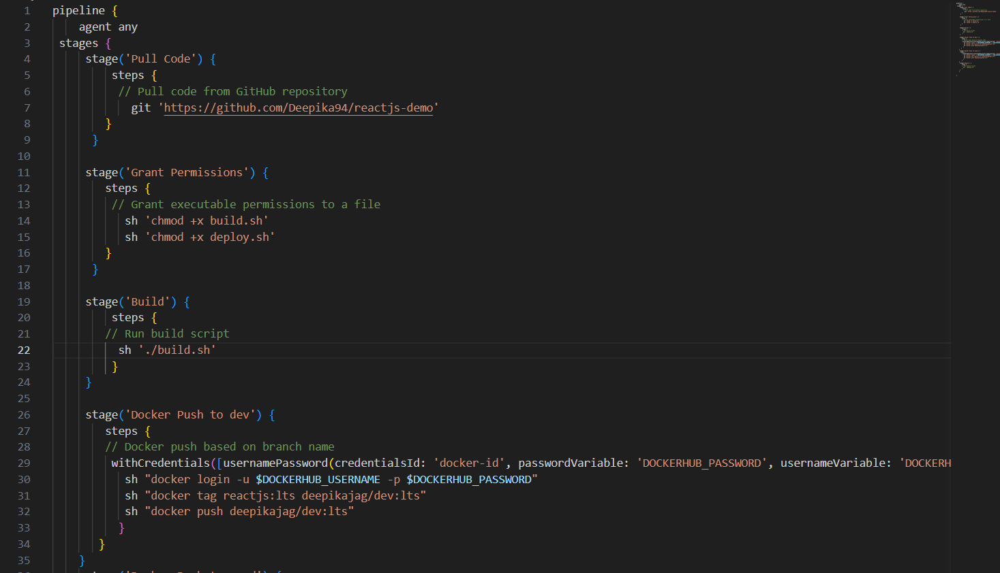 1 pipeline {
2 agent any
3 stages {
4 stage('Pull Code') {
5 steps {
6 // Pull code from GitHub repository
7 git 'https://github.com/Deepika94/reactjs-demo'
8 }
9 }
10
11 stage('Grant Permissions') {
12 steps {
13 // Grant executable permissions to a file
14 sh 'chmod +x build.sh'
15 sh 'chmod +x deploy.sh'
16 }
17 }
18
19 stage('Build') {
20 steps {
21 // Run build script
22 sh './build.sh'
23 }
24 }
25
26 stage('Docker Push to dev') {
27 steps {
28 // Docker push based on branch name
29 withCredentials([usernamePassword(credentialsId: 'docker-id', passwordVariable: 'DOCKERHUB_PASSWORD', usernameVariable: 'DOCKERH
30 sh "docker login -u $DOCKERHUB_USERNAME -p $DOCKERHUB_PASSWORD"
31 sh "docker tag reactjs:lts deepikajag/dev:lts"
32 sh "docker push deepikajag/dev:lts"
33 }
34 }
35 }